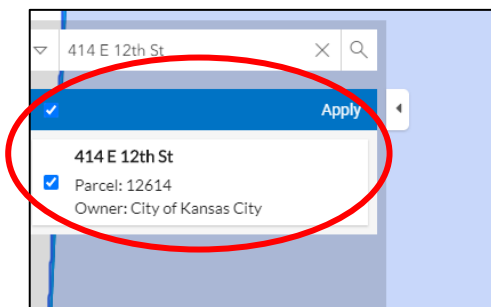 414 E 12th St
Apply
414 E 12th St
Parcel: 12614
Owner: City of Kansas City